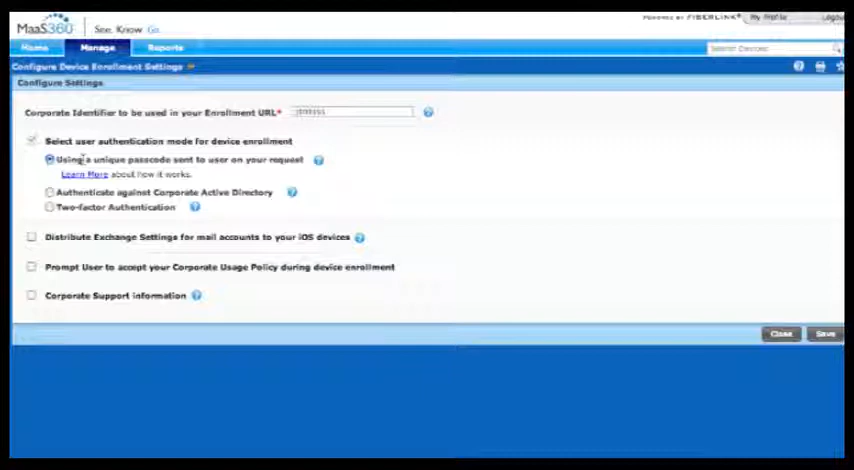 MaaS360 See. Know. Go.
POWERED BY FIBERLINK® My Profile Logout
Home Manage Reports
Search Devices
Configure Device Enrollment Settings
Configure Settings
Corporate Identifier to be used in your Enrollment URL*
Select user authentication mode for device enrollment
Using a unique passcode sent to user on your request
Learn More about how it works.
Authenticate against Corporate Active Directory
Two-factor Authentication
Distribute Exchange Settings for mail accounts to your iOS devices
Prompt User to accept your Corporate Usage Policy during device enrollment
Corporate Support information
Close Save